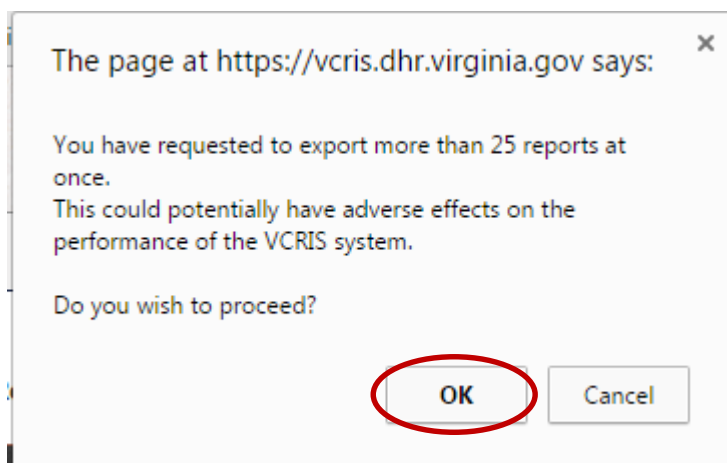 The page at https://vcris.dhr.virginia.gov says:
You have requested to export more than 25 reports at
once.
This could potentially have adverse effects on the
performance of the VCRIS system.
Do you wish to proceed?
OK Cancel